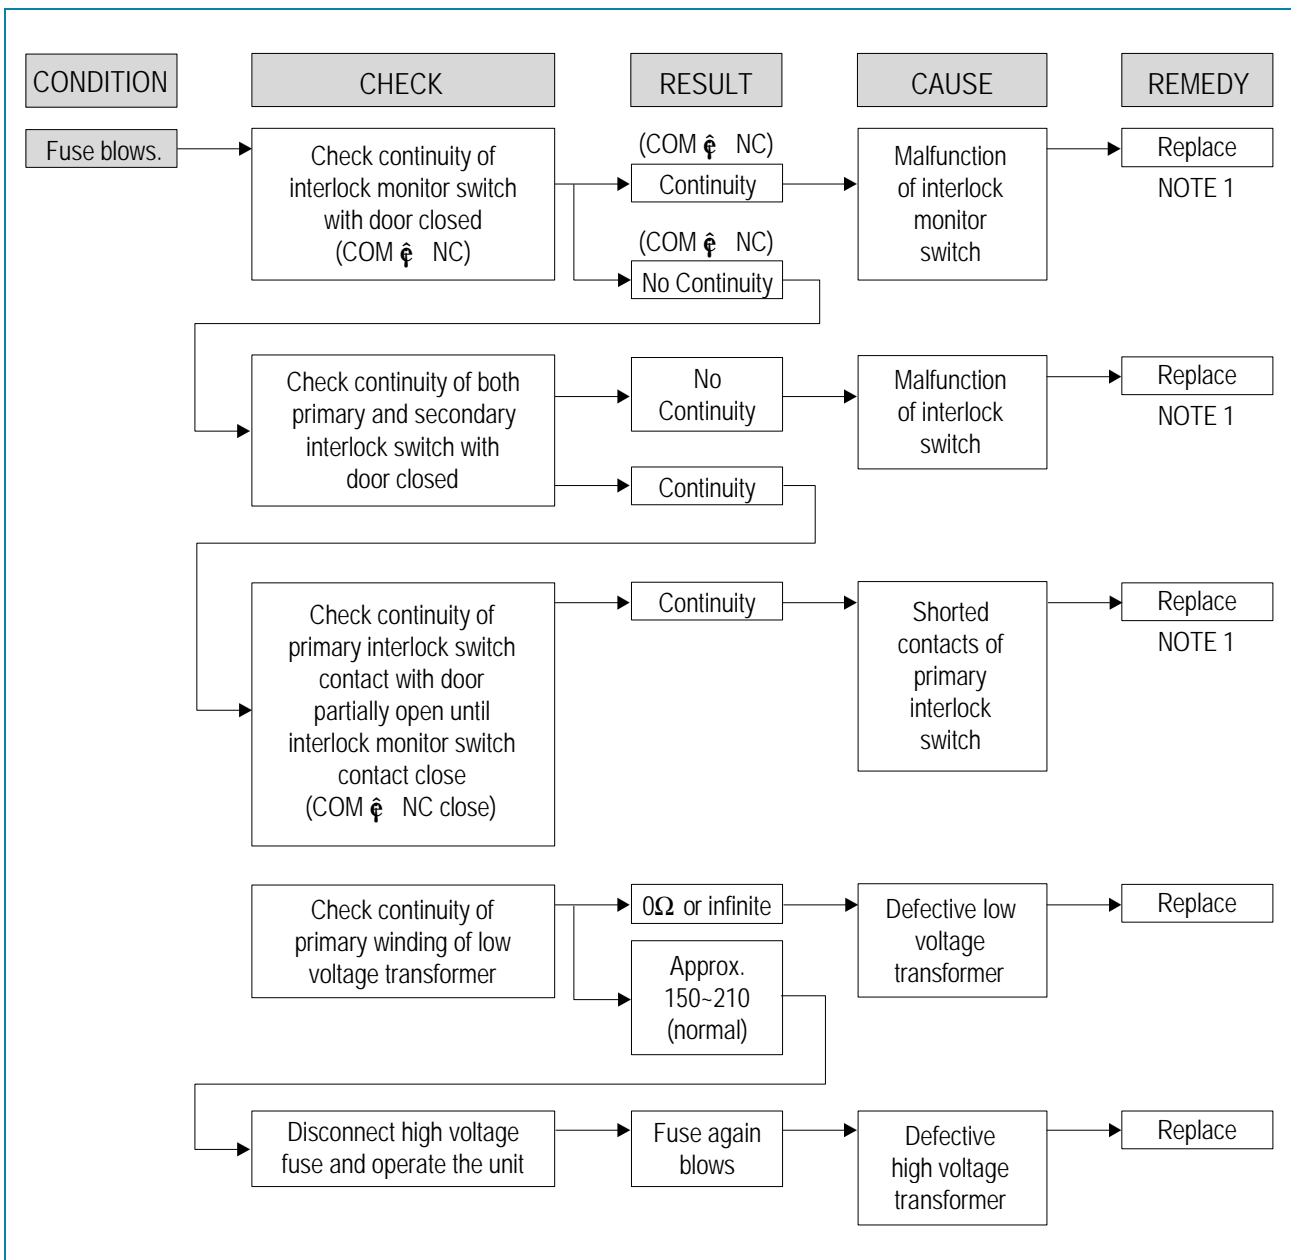 CONDITION
CHECK
RESULT
CAUSE
REMEDY
Fuse blows.
Check continuity of
interlock monitor switch
with door closed
(COM NC)
(COM NC)
Continuity
(COM NC)
No Continuity
Malfunction
of interlock
monitor
switch
Replace
NOTE 1
Check continuity of both
primary and secondary
interlock switch with
door closed
No
Continuity
Continuity
Malfunction
of interlock
switch
Replace
NOTE 1
Check continuity of
primary interlock switch
contact with door
partially open until
interlock monitor switch
contact close
(COM NC close)
Continuity
Shorted
contacts of
primary
interlock
switch
Replace
NOTE 1
Check continuity of
primary winding of low
voltage transformer
0Ω or infinite
Approx.
150~210
(normal)
Defective low
voltage
transformer
Replace
Disconnect high voltage
fuse and operate the unit
Fuse again
blows
Defective
high voltage
transformer
Replace